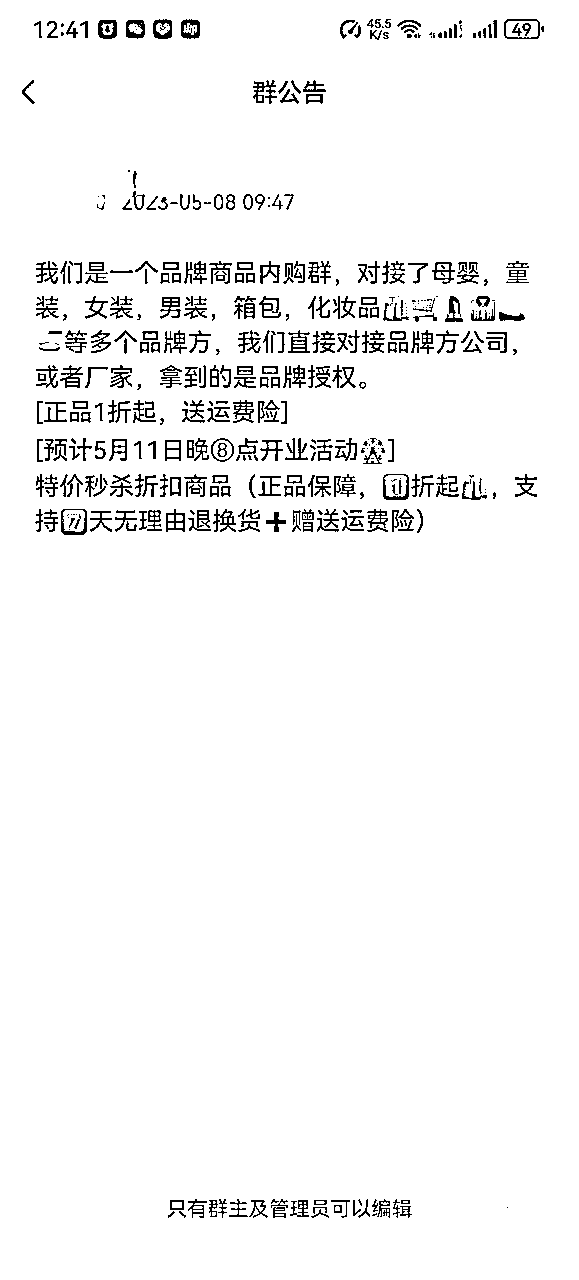 12:41 45.5 K/s 49
群公告
2023-05-08 09:47
我们是一个品牌商品内购群，对接了母婴，童
装，女装，男装，箱包，化妆品
等多个品牌方，我们直接对接品牌方公司，
或者厂家，拿到的是品牌授权。
[正品1折起，送运费险]
[预计5月11日晚⑧点开业活动🎡]
特价秒杀折扣商品（正品保障，1️⃣折起🛍，支
持7️⃣天无理由退换货➕赠送运费险）
只有群主及管理员可以编辑